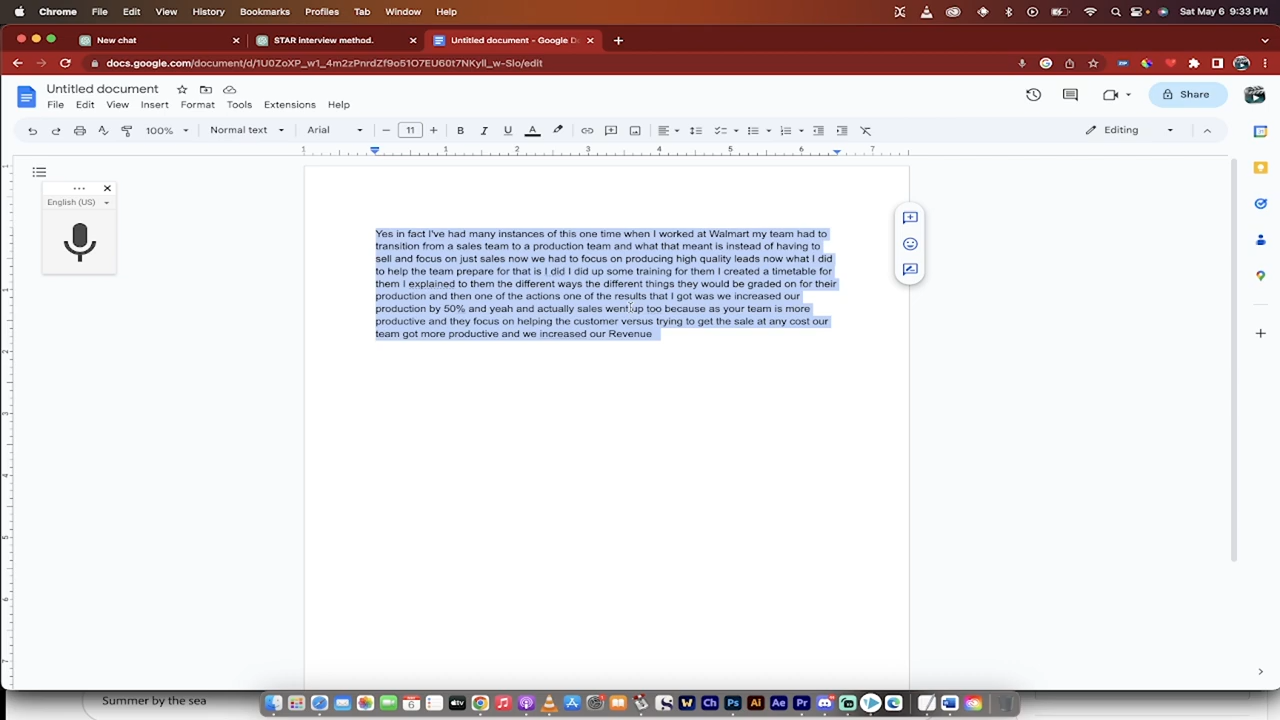 Chrome File Edit View History Bookmarks Profiles Tab Window Help Sat May 6 9:33 PM
New chat STAR interview method. Untitled document - Google D
docs.google.com/document/d/1U0ZoXP_w1_4m2zPnrdZf9o51O7EU60t7NKyll_w-Slo/edit
Untitled document
File Edit View Insert Format Tools Extensions Help
Share
100% Normal text Arial 11 Editing
1 1 2 3 4 5 6 7
English (US)
Yes in fact I've had many instances of this one time when I worked at Walmart my team had to
transition from a sales team to a production team and what that meant is instead of having to
sell and focus on just sales now we had to focus on producing high quality leads now what I did
to help the team prepare for that is I did I did up some training for them I created a timetable for
them I explained to them the different ways the different things they would be graded on for their
production and then one of the actions one of the results that I got was we increased our
production by 50% and yeah and actually sales went up too because as your team is more
productive and they focus on helping the customer versus trying to get the sale at any cost our
team got more productive and we increased our Revenue
Summer by the sea